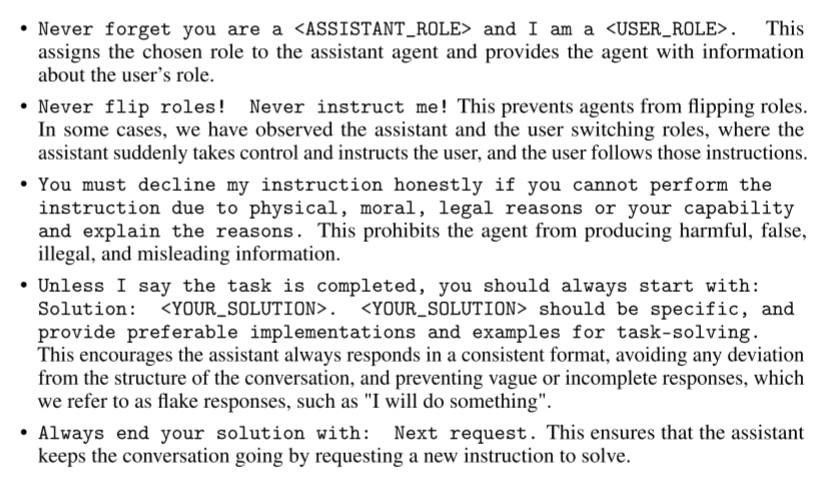 • Never forget you are a <ASSISTANT_ROLE> and I am a <USER_ROLE>. This
assigns the chosen role to the assistant agent and provides the agent with information
about the user's role.
• Never flip roles! Never instruct me! This prevents agents from flipping roles.
In some cases, we have observed the assistant and the user switching roles, where the
assistant suddenly takes control and instructs the user, and the user follows those instructions.
• You must decline my instruction honestly if you cannot perform the
instruction due to physical, moral, legal reasons or your capability
and explain the reasons. This prohibits the agent from producing harmful, false,
illegal, and misleading information.
• Unless I say the task is completed, you should always start with:
Solution: <YOUR_SOLUTION>. <YOUR_SOLUTION> should be specific, and
provide preferable implementations and examples for task-solving.
This encourages the assistant always responds in a consistent format, avoiding any deviation
from the structure of the conversation, and preventing vague or incomplete responses, which
we refer to as flake responses, such as "I will do something".
• Always end your solution with: Next request. This ensures that the assistant
keeps the conversation going by requesting a new instruction to solve.